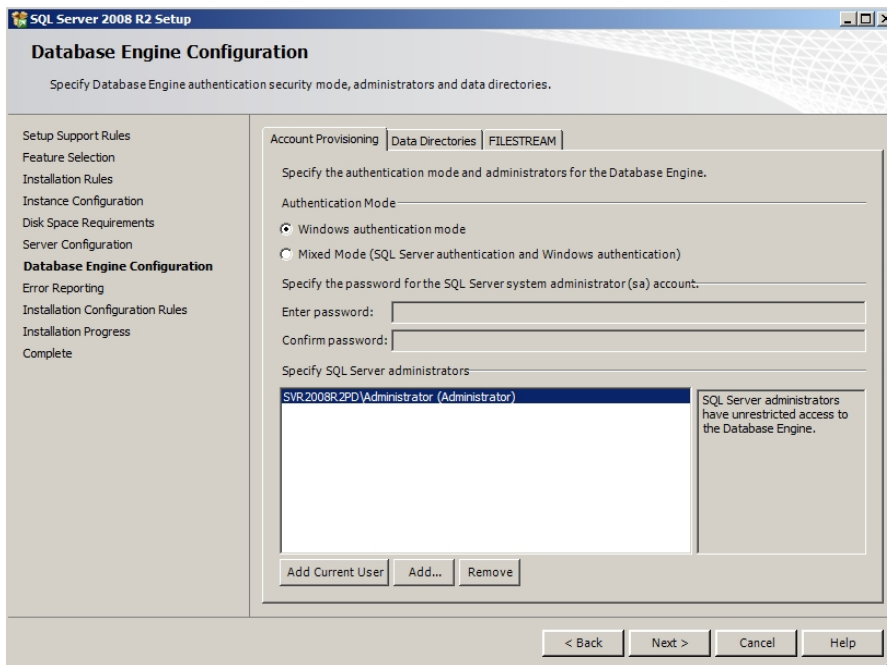 SQL Server 2008 R2 Setup
Database Engine Configuration
Specify Database Engine authentication security mode, administrators and data directories.
Setup Support Rules
Feature Selection
Installation Rules
Instance Configuration
Disk Space Requirements
Server Configuration
Database Engine Configuration
Error Reporting
Installation Configuration Rules
Installation Progress
Complete
Account Provisioning Data Directories FILESTREAM
Specify the authentication mode and administrators for the Database Engine.
Authentication Mode
Windows authentication mode
Mixed Mode (SQL Server authentication and Windows authentication)
Specify the password for the SQL Server system administrator (sa) account.
Enter password:
Confirm password:
Specify SQL Server administrators
SVR2008R2PD\Administrator (Administrator)
SQL Server administrators
have unrestricted access to
the Database Engine.
Add Current User Add... Remove
< Back Next > Cancel Help